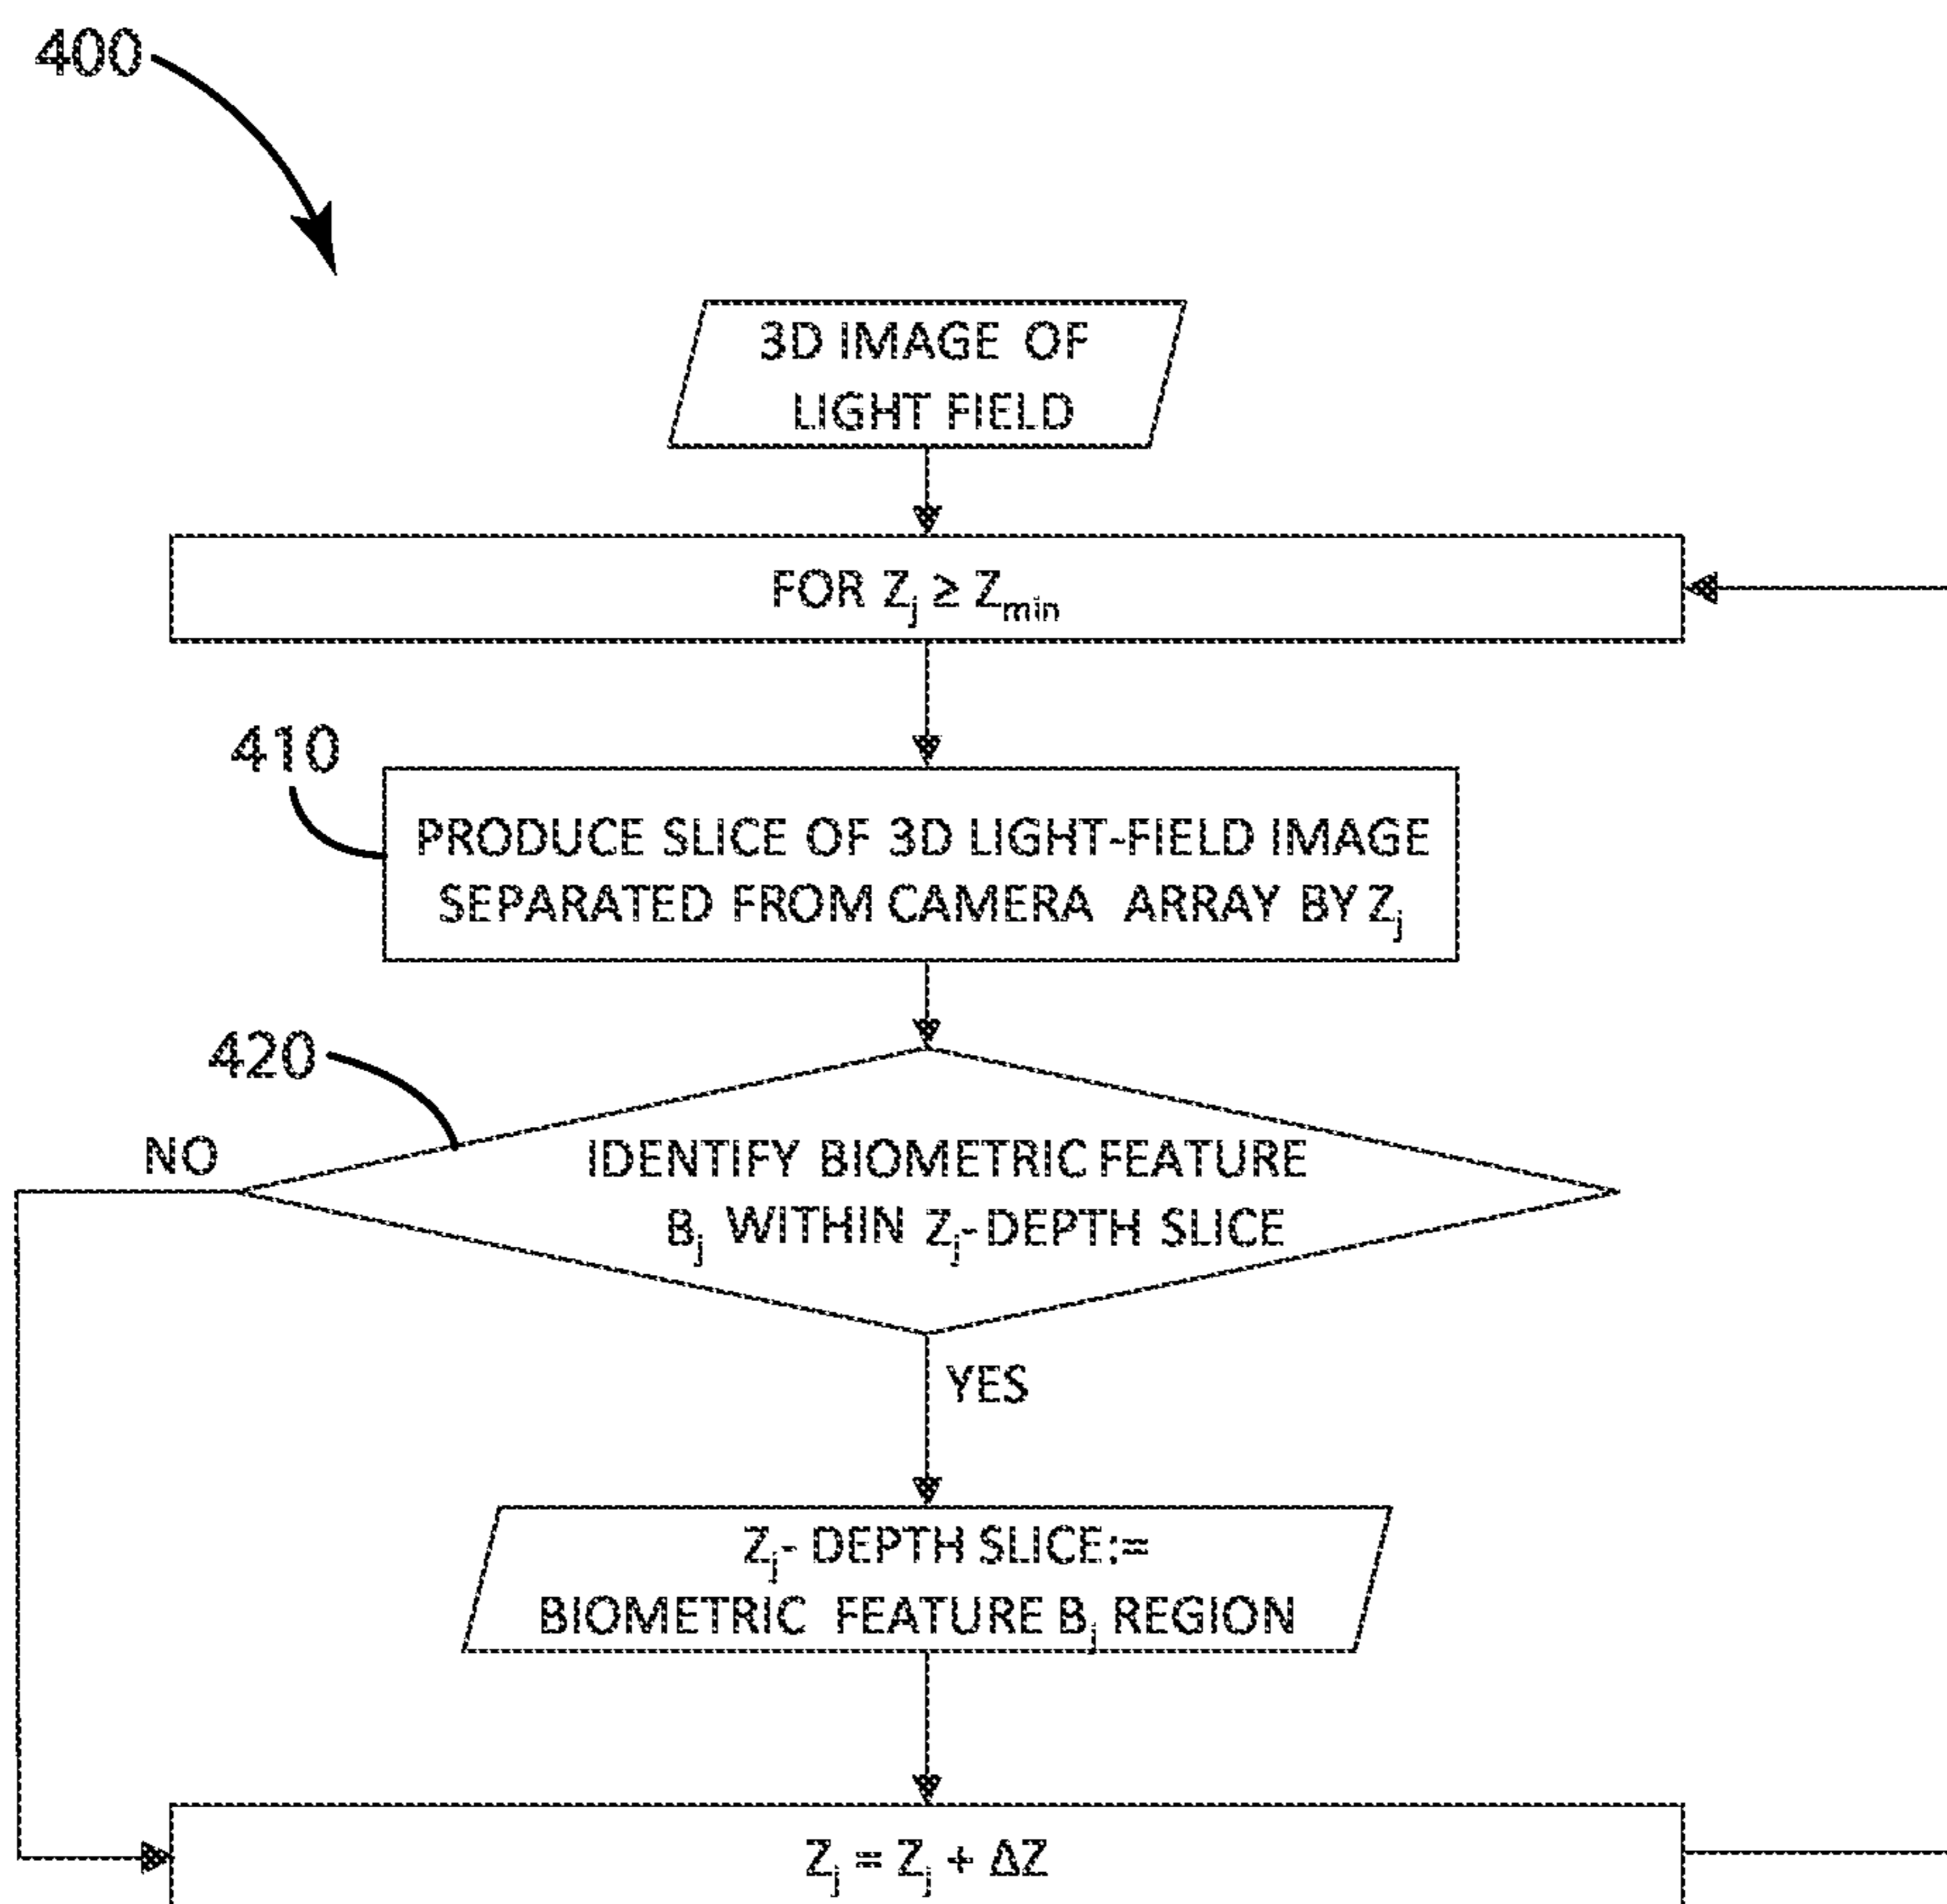 400
3D IMAGE OF
LIGHT FIELD
FOR Zj ≥ Zmin
410
PRODUCE SLICE OF 3D LIGHT-FIELD IMAGE
SEPARATED FROM CAMERA ARRAY BY Zj
420
NO
IDENTIFY BIOMETRIC FEATURE
Bj WITHIN Zj-DEPTH SLICE
YES
Zj- DEPTH SLICE:=
BIOMETRIC FEATURE Bj REGION
Zj = Zj + ΔZ